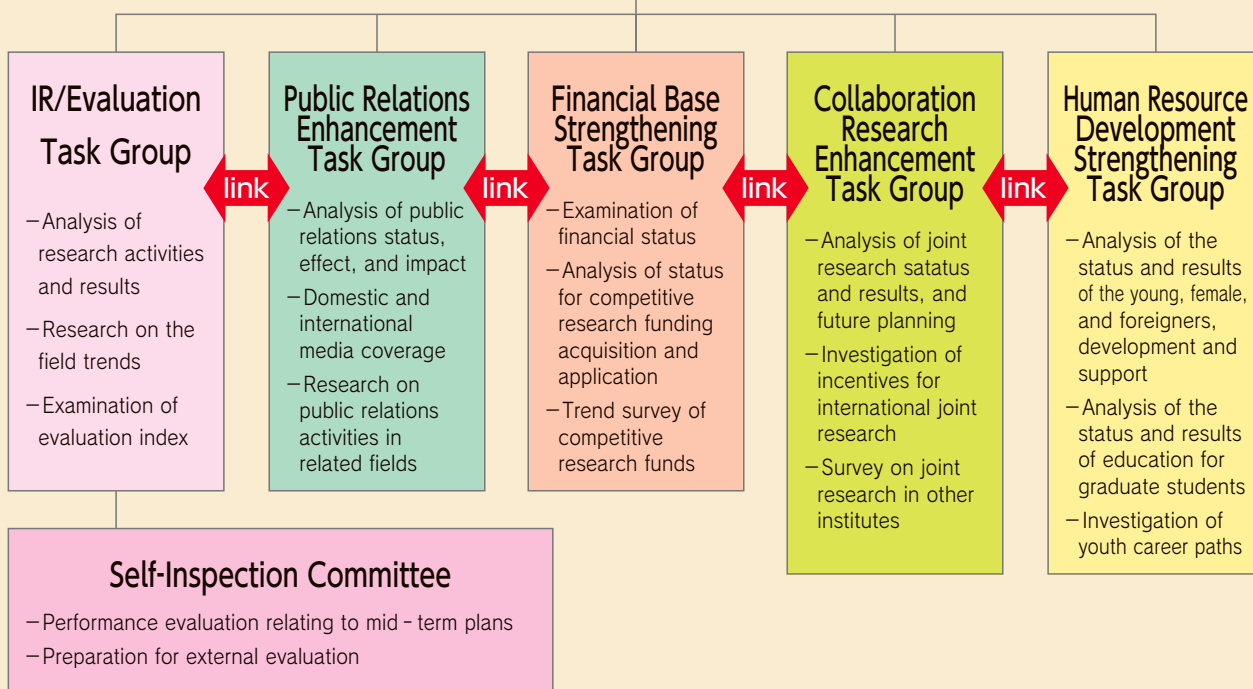 IR/Evaluation
Task Group
－Analysis of
research activities
and results
－Research on the
field trends
－Examination of
evaluation index
link
Public Relations
Enhancement
Task Group
－Analysis of public
relations status,
effect, and impact
－Domestic and
international
media coverage
－Research on
public relations
activities in
related fields
link
Financial Base
Strengthening
Task Group
－Examination of
financial status
－Analysis of status
for competitive
research funding
acquisition and
application
－Trend survey of
competitive
research funds
link
Collaboration
Research
Enhancement
Task Group
－Analysis of joint
research satatus
and results, and
future planning
－Investigation of
incentives for
international joint
research
－Survey on joint
research in other
institutes
link
Human Resource
Development
Strengthening
Task Group
－Analysis of the
status and results
of the young, female,
and foreigners,
development and
support
－Analysis of the
status and results
of education for
graduate students
－Investigation of
youth career paths
Self-Inspection Committee
－Performance evaluation relating to mid-term plans
－Preparation for external evaluation